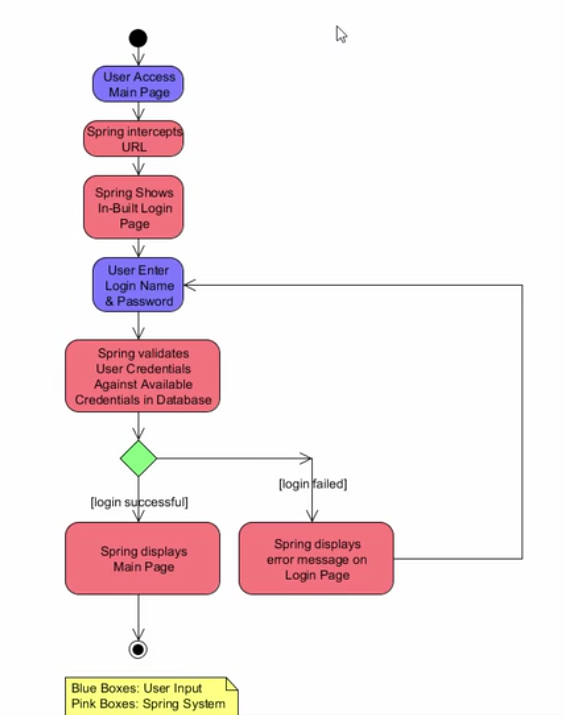 User Access
Main Page
Spring intercepts
URL
Spring Shows
In-Built Login
Page
User Enter
Login Name
& Password
Spring validates
User Credentials
Against Available
Credentials in Database
[login failed]
[login successful]
Spring displays
Main Page
Spring displays
error message on
Login Page
Blue Boxes: User Input
Pink Boxes: Spring System